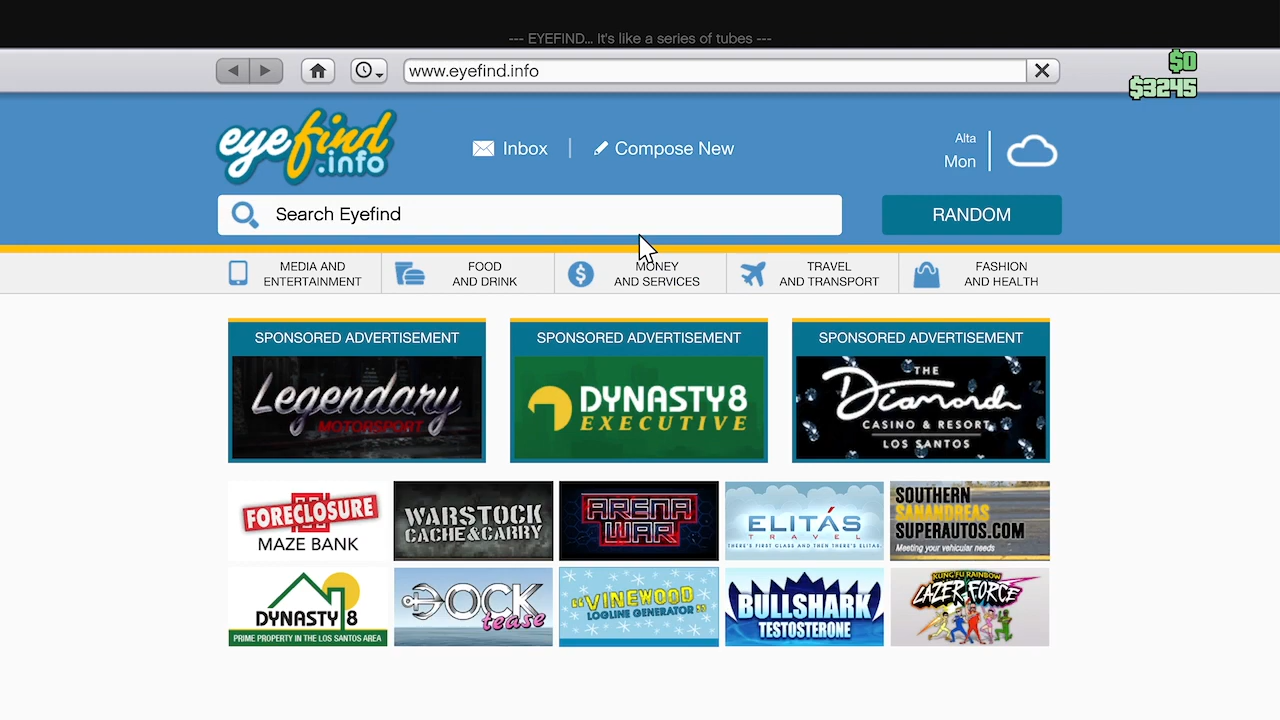 --- EYEFIND... It's like a series of tubes ---
www.eyefind.info
$0
$3245
eyefind
.info
Inbox
Compose New
Alta
Mon
Search Eyefind
RANDOM
MEDIA AND
ENTERTAINMENT
FOOD
AND DRINK
MONEY
AND SERVICES
TRAVEL
AND TRANSPORT
FASHION
AND HEALTH
SPONSORED ADVERTISEMENT
Legendary
MOTORSPORT
SPONSORED ADVERTISEMENT
DYNASTY8
EXECUTIVE
SPONSORED ADVERTISEMENT
THE
Diamond
CASINO & RESORT
LOS SANTOS
FORECLOSURE
MAZE BANK
WARSTOCK
CACHE&CARRY
ARENA
WAR
ELITÁS
TRAVEL
THERE'S FIRST CLASS AND THEN THERE'S ELITAS.
SOUTHERN
SANANDREAS
SUPERAUTOS.COM
Meeting your vehicular needs
DYNASTY 8
PRIME PROPERTY IN THE LOS SANTOS AREA
DOCK
tease
"VINEWOOD
LOGLINE GENERATOR"
BULLSHARK
TESTOSTERONE
KUNG FU RAINBOW
LAZER FORCE